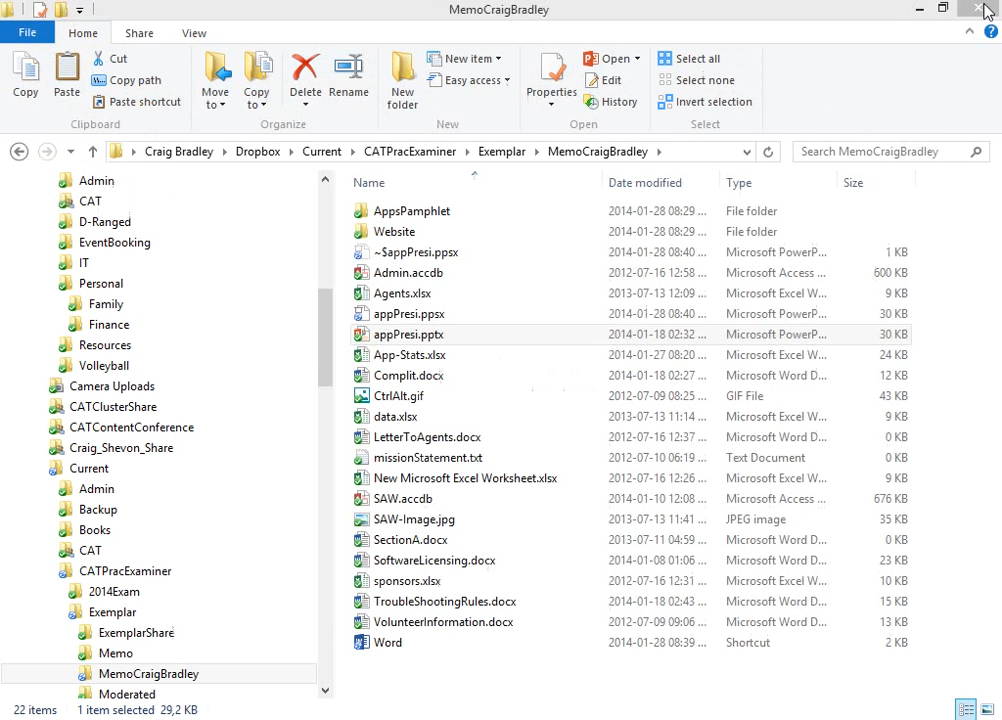 MemoCraigBradley
File Home Share View
Copy
Paste
Cut
Copy path
Paste shortcut
Clipboard
Move to
Copy to
Delete
Rename
Organize
New folder
New item
Easy access
New
Properties
Open
Edit
History
Open
Select all
Select none
Invert selection
Select
Craig Bradley Dropbox Current CATPracExaminer Exemplar MemoCraigBradley
Search MemoCraigBradley
Admin
CAT
D-Ranged
EventBooking
IT
Personal
Family
Finance
Resources
Volleyball
Camera Uploads
CATClusterShare
CATContentConference
Craig_Shevon_Share
Current
Admin
Backup
Books
CAT
CATPracExaminer
2014Exam
Exemplar
ExemplarShare
Memo
MemoCraigBradley
Moderated
Name Date modified Type Size
AppsPamphlet 2014-01-28 08:29 ... File folder
Website 2014-01-28 08:29 ... File folder
~$appPresi.ppsx 2014-01-28 08:40 ... Microsoft PowerP... 1 KB
Admin.accdb 2012-07-16 12:58 ... Microsoft Access ... 600 KB
Agents.xlsx 2013-07-13 12:09 ... Microsoft Excel W... 9 KB
appPresi.ppsx 2014-01-28 08:40 ... Microsoft PowerP... 30 KB
appPresi.pptx 2014-01-18 02:32 ... Microsoft PowerP... 30 KB
App-Stats.xlsx 2014-01-27 08:20 ... Microsoft Excel W... 24 KB
Complit.docx 2014-01-18 02:27 ... Microsoft Word D... 12 KB
CtrlAlt.gif 2012-07-09 08:25 ... GIF File 43 KB
data.xlsx 2013-07-13 11:14 ... Microsoft Excel W... 9 KB
LetterToAgents.docx 2012-07-16 12:37 ... Microsoft Word D... 0 KB
missionStatement.txt 2012-07-10 06:19 ... Text Document 0 KB
New Microsoft Excel Worksheet.xlsx 2012-07-16 12:26 ... Microsoft Excel W... 9 KB
SAW.accdb 2014-01-10 12:08 ... Microsoft Access ... 676 KB
SAW-Image.jpg 2013-07-13 11:41 ... JPEG image 35 KB
SectionA.docx 2013-07-11 04:59 ... Microsoft Word D... 0 KB
SoftwareLicensing.docx 2014-01-08 01:06 ... Microsoft Word D... 23 KB
sponsors.xlsx 2012-07-16 12:31 ... Microsoft Excel W... 10 KB
TroubleShootingRules.docx 2014-01-18 02:43 ... Microsoft Word D... 15 KB
VolunteerInformation.docx 2012-07-09 09:06 ... Microsoft Word D... 13 KB
Word 2014-01-28 08:39 ... Shortcut 2 KB
22 items 1 item selected 29,2 KB